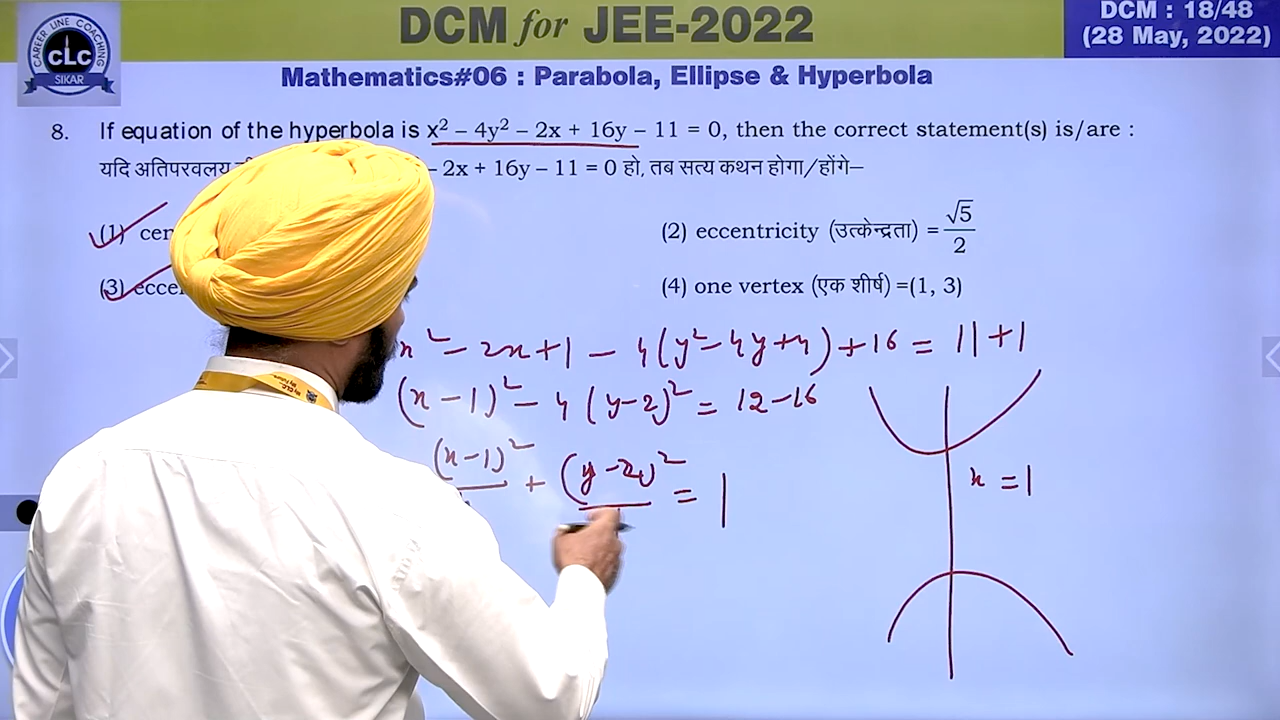 DCM for JEE-2022
DCM : 18/48
(28 May, 2022)
CAREER LINE COACHING
CLC
SIKAR
Mathematics#06 : Parabola, Ellipse & Hyperbola
8. If equation of the hyperbola is x² – 4y² – 2x + 16y – 11 = 0, then the correct statement(s) is/are :
यदि अतिपरवलय – 2x + 16y – 11 = 0 हो, तब सत्य कथन होगा/होंगे–
(1) cen
(2) eccentricity (उत्केन्द्रता) = √5/2
(3) ecce
(4) one vertex (एक शीर्ष) =(1, 3)
x² – 2x + 1 – 4(y² – 4y + 4) + 16 = 11 + 1
(x – 1)² – 4 (y – 2)² = 12 – 16
(x – 1)² + (y – 2)² = 1
x = 1